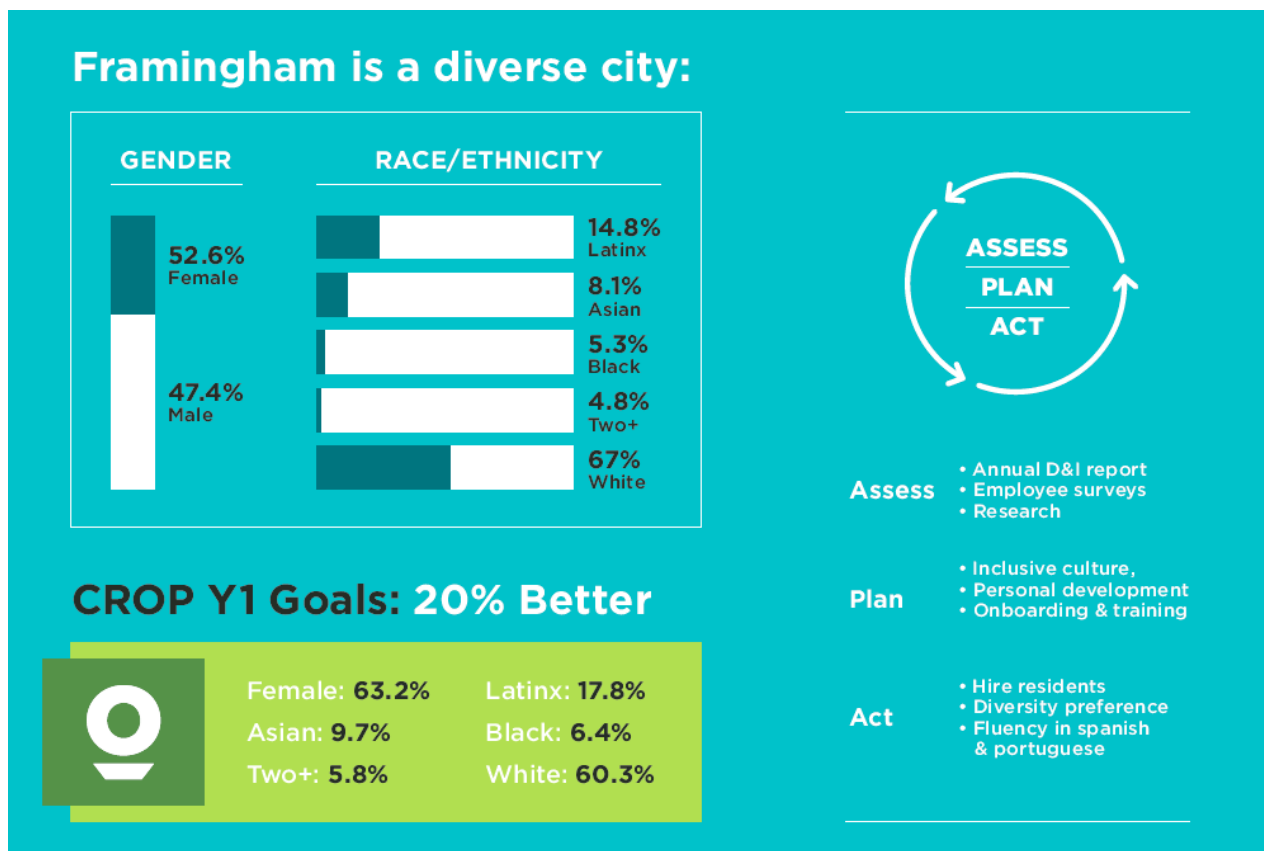 Framingham is a diverse city:
GENDER
52.6%
Female
47.4%
Male
RACE/ETHNICITY
14.8%
Latinx
8.1%
Asian
5.3%
Black
4.8%
Two+
67%
White
CROP Y1 Goals: 20% Better
Female: 63.2%
Latinx: 17.8%
Asian: 9.7%
Black: 6.4%
Two+: 5.8%
White: 60.3%
ASSESS
PLAN
ACT
Assess
• Annual D&I report
• Employee surveys
• Research
Plan
• Inclusive culture,
• Personal development
• Onboarding & training
Act
• Hire residents
• Diversity preference
• Fluency in spanish
& portuguese